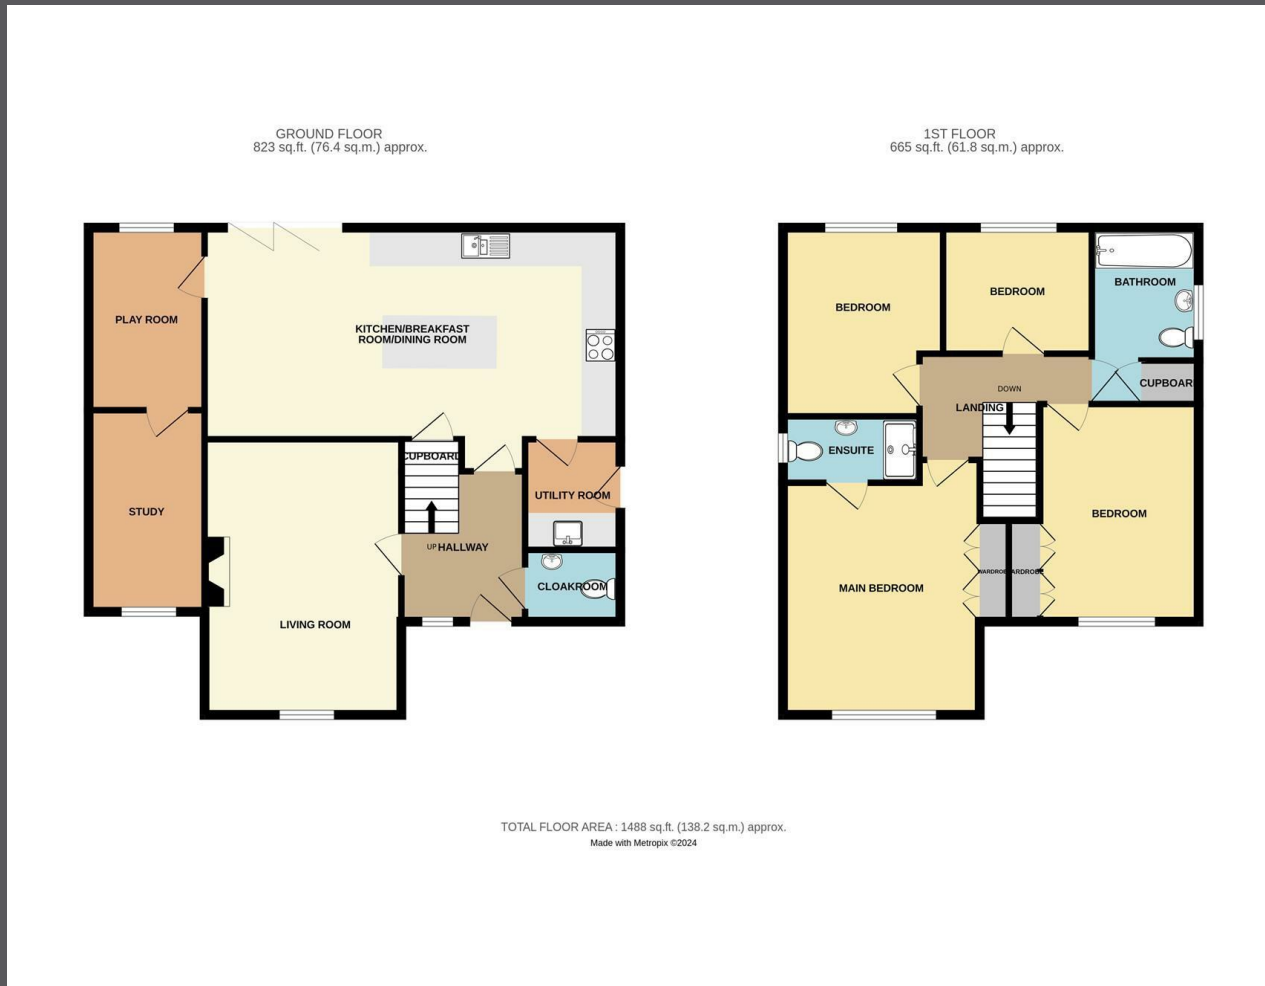 GROUND FLOOR
823 sq.ft. (76.4 sq.m.) approx.
1ST FLOOR
665 sq.ft. (61.8 sq.m.) approx.
PLAY ROOM
KITCHEN/BREAKFAST
ROOM/DINING ROOM
CUPBOARD
STUDY
UTILITY ROOM
UP
HALLWAY
CLOAKROOM
LIVING ROOM
BEDROOM
BEDROOM
BATHROOM
DOWN
CUPBOAR
LANDING
ENSUITE
BEDROOM
WARDROBE
ARDROBE
MAIN BEDROOM
TOTAL FLOOR AREA : 1488 sq.ft. (138.2 sq.m.) approx.
Made with Metropix ©2024